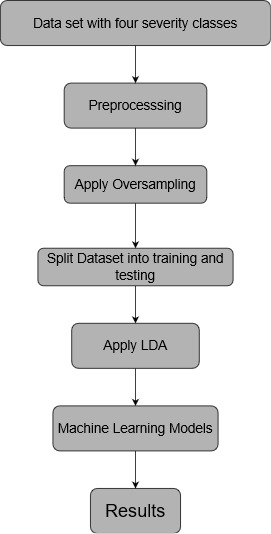 Data set with four severity classes
Preprocesssing
Apply Oversampling
Split Dataset into training and
testing
Apply LDA
Machine Learning Models
Results